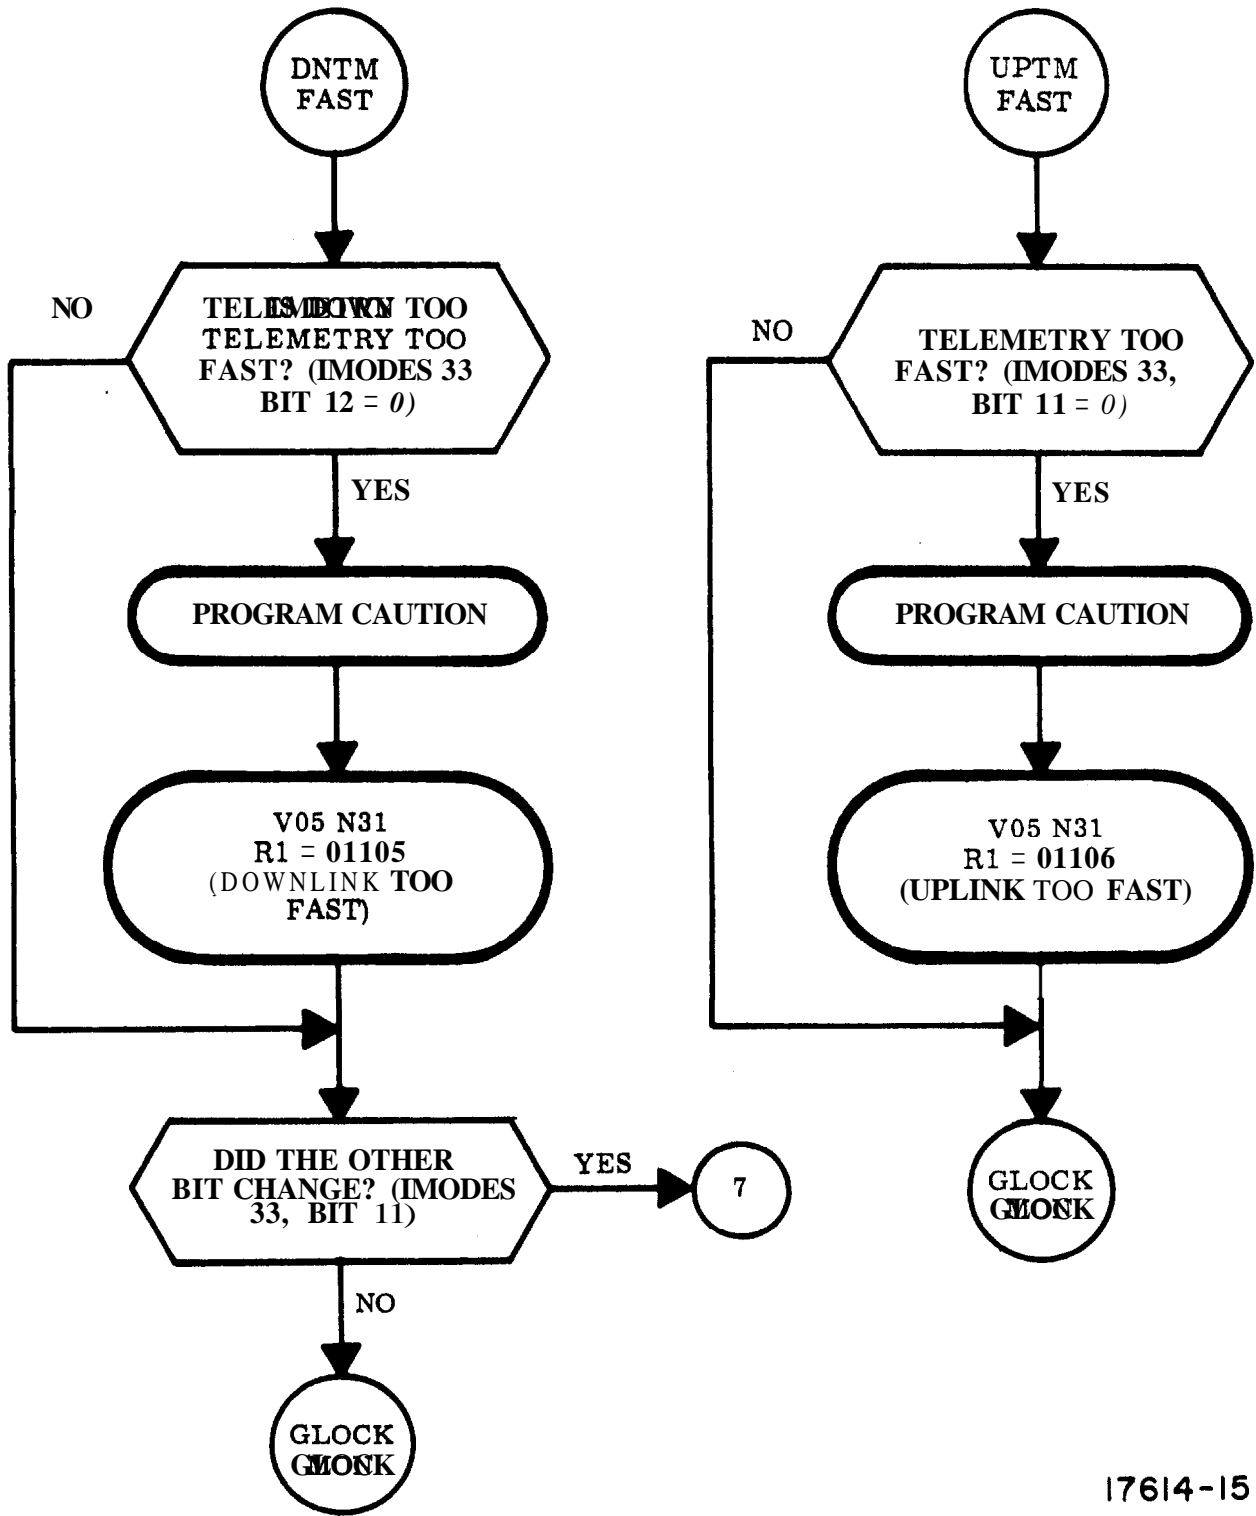 DNTM
FAST
NO
TELEMETRY TOO
FAST? (IMODES 33
BIT 12 = 0)
YES
PROGRAM CAUTION
V05 N31
R1 = 01105
(DOWNLINK TOO
FAST)
DID THE OTHER
BIT CHANGE? (IMODES
33, BIT 11)
YES
7
NO
GLOCK
UPTM
FAST
NO
TELEMETRY TOO
FAST? (IMODES 33,
BIT 11 = 0)
YES
PROGRAM CAUTION
V05 N31
R1 = 01106
(UPLINK TOO FAST)
GLOCK
17614-15